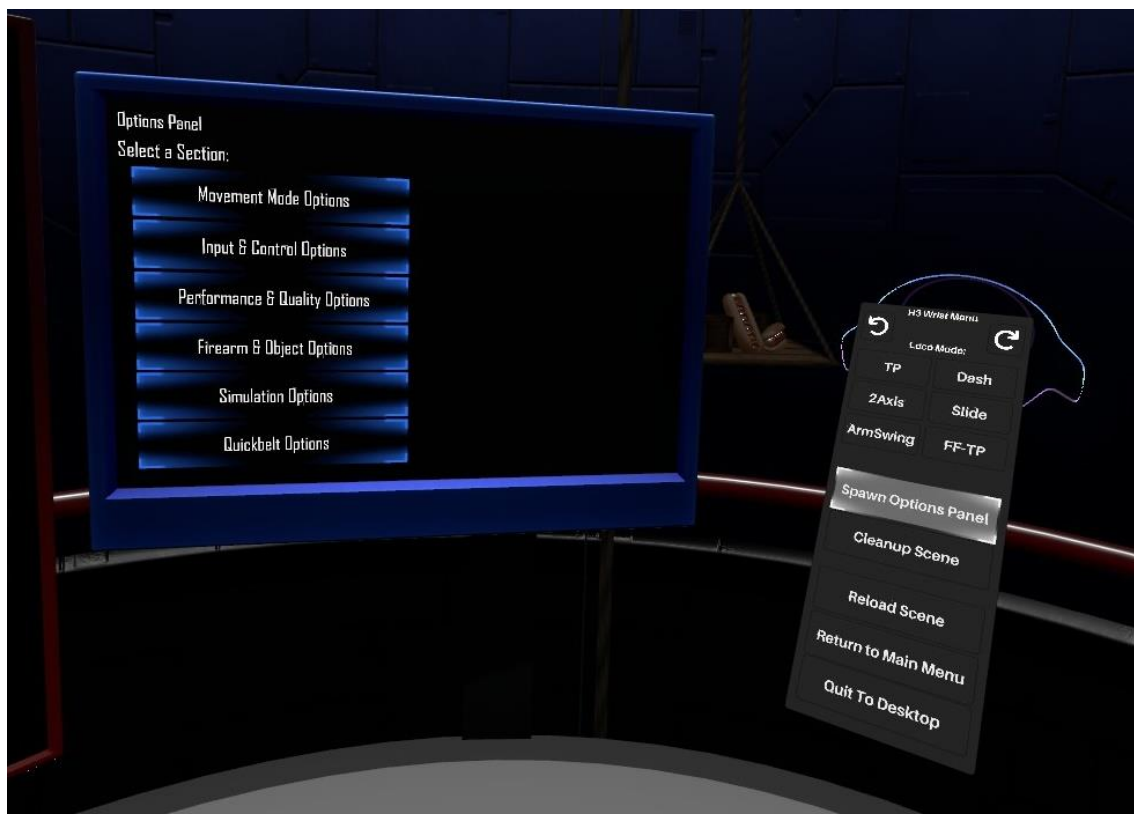 Options Panel
Select a Section:
Movement Mode Options
Input & Control Options
Performance & Quality Options
Firearm & Object Options
Simulation Options
Quickbelt Options
H3 Wrist Menu
Loco Mode:
TP Dash
2Axis Slide
ArmSwing FF-TP
Spawn Options Panel
Cleanup Scene
Reload Scene
Return to Main Menu
Quit To Desktop